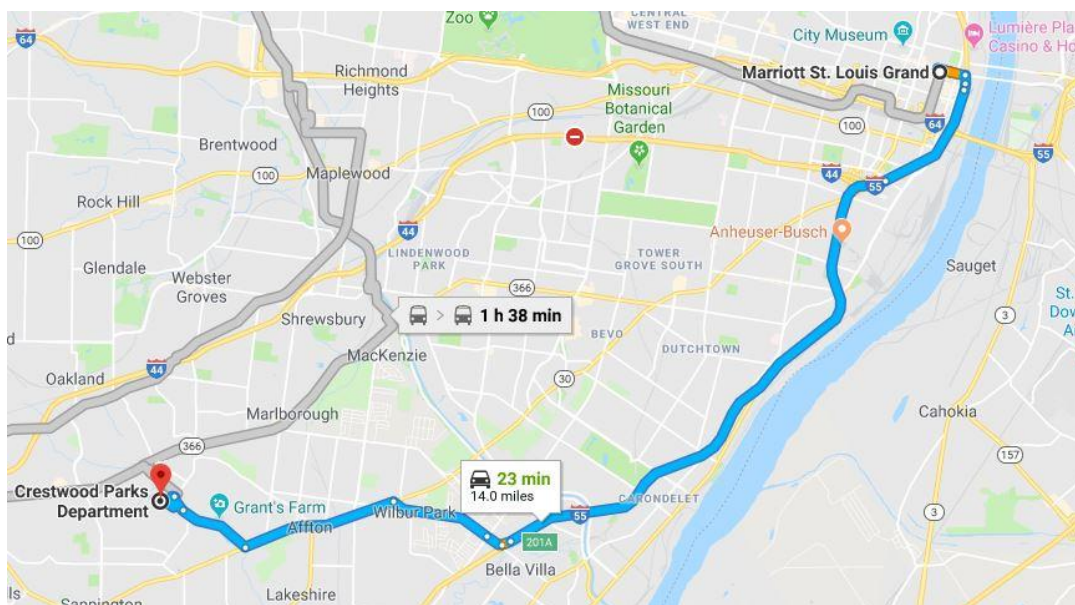 Zoo
CENTRAL
WEST END
City Museum
Lumière Pla
Casino & Ho
64
Richmond
Heights
Marriott St. Louis Grand
Missouri
Botanical
Garden
100
100
64
55
Brentwood
100
Maplewood
44
55
Rock Hill
44
Anheuser-Busch
100
LINDENWOOD
PARK
TOWER
GROVE SOUTH
Sauget
Glendale
Webster
Groves
366
St.
Dow
A
3
Shrewsbury
1 h 38 min
BEVO
DUTCHTOWN
d
MacKenzie
44
30
Oakland
Cahokia
Marlborough
366
157
Crestwood Parks
Department
23 min
14.0 miles
CARONDELET
Grant's Farm
Wilbur Park
55
3
Affton
201A
Bella Villa
lls
Lakeshire
Sappington